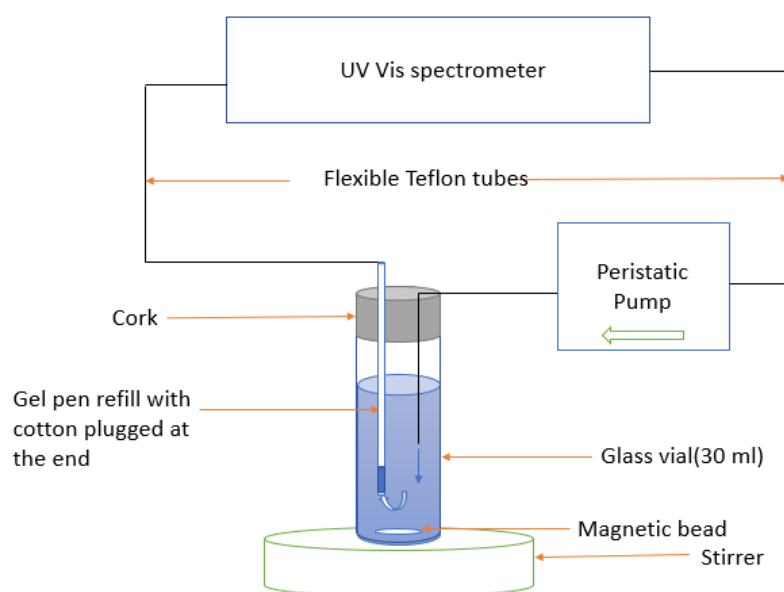 UV Vis spectrometer
Flexible Teflon tubes
Peristatic
Pump
Cork
Gel pen refill with
cotton plugged at
the end
Glass vial(30 ml)
Magnetic bead
Stirrer